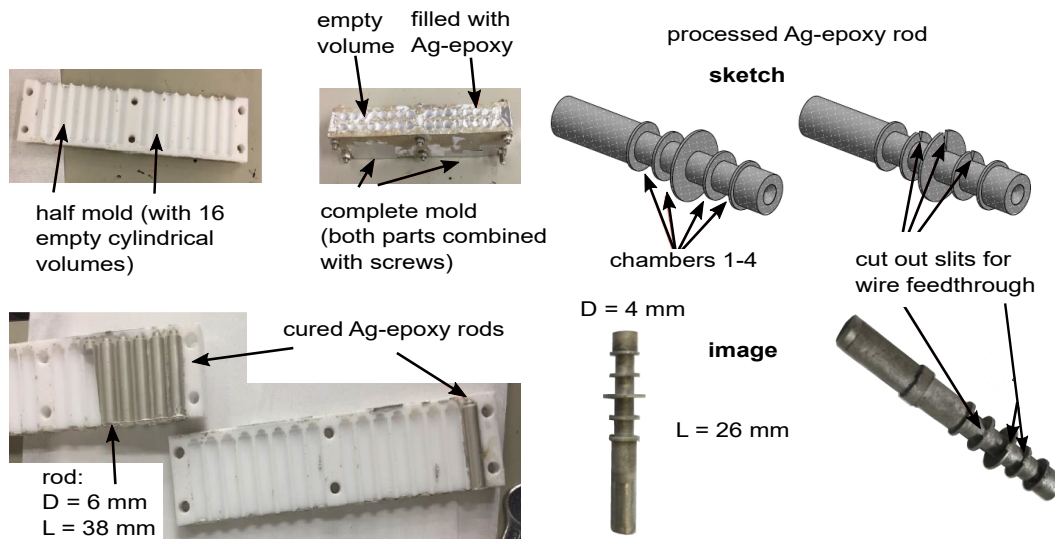 empty
volume
filled with
Ag-epoxy
half mold (with 16
empty cylindrical
volumes)
complete mold
(both parts combined
with screws)
processed Ag-epoxy rod
sketch
chambers 1-4
cut out slits for
wire feedthrough
cured Ag-epoxy rods
rod:
D = 6 mm
L = 38 mm
D = 4 mm
image
L = 26 mm